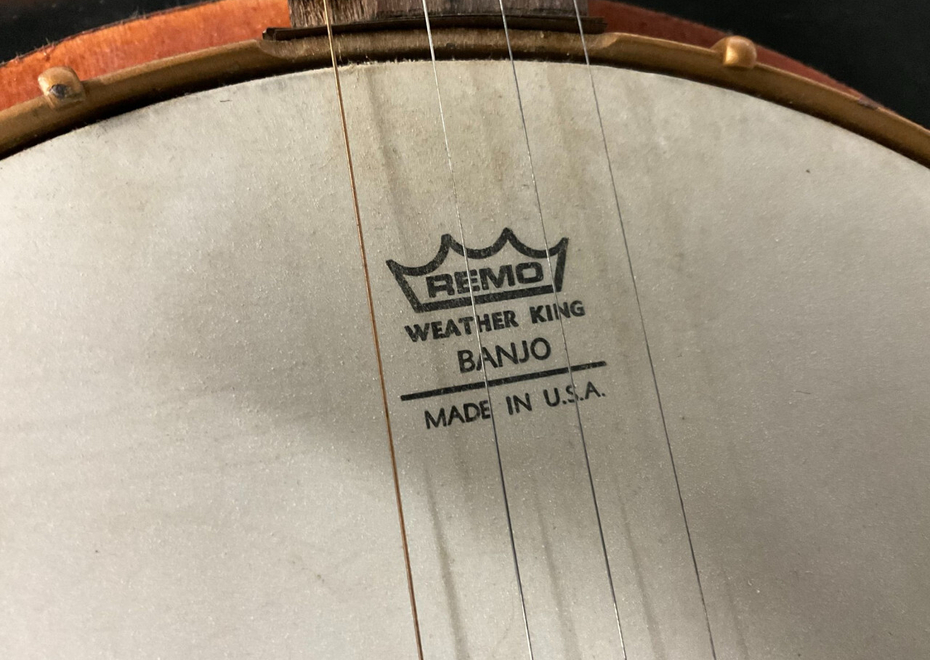 REMO
WEATHER KING
BANJO
MADE IN U.S.A.